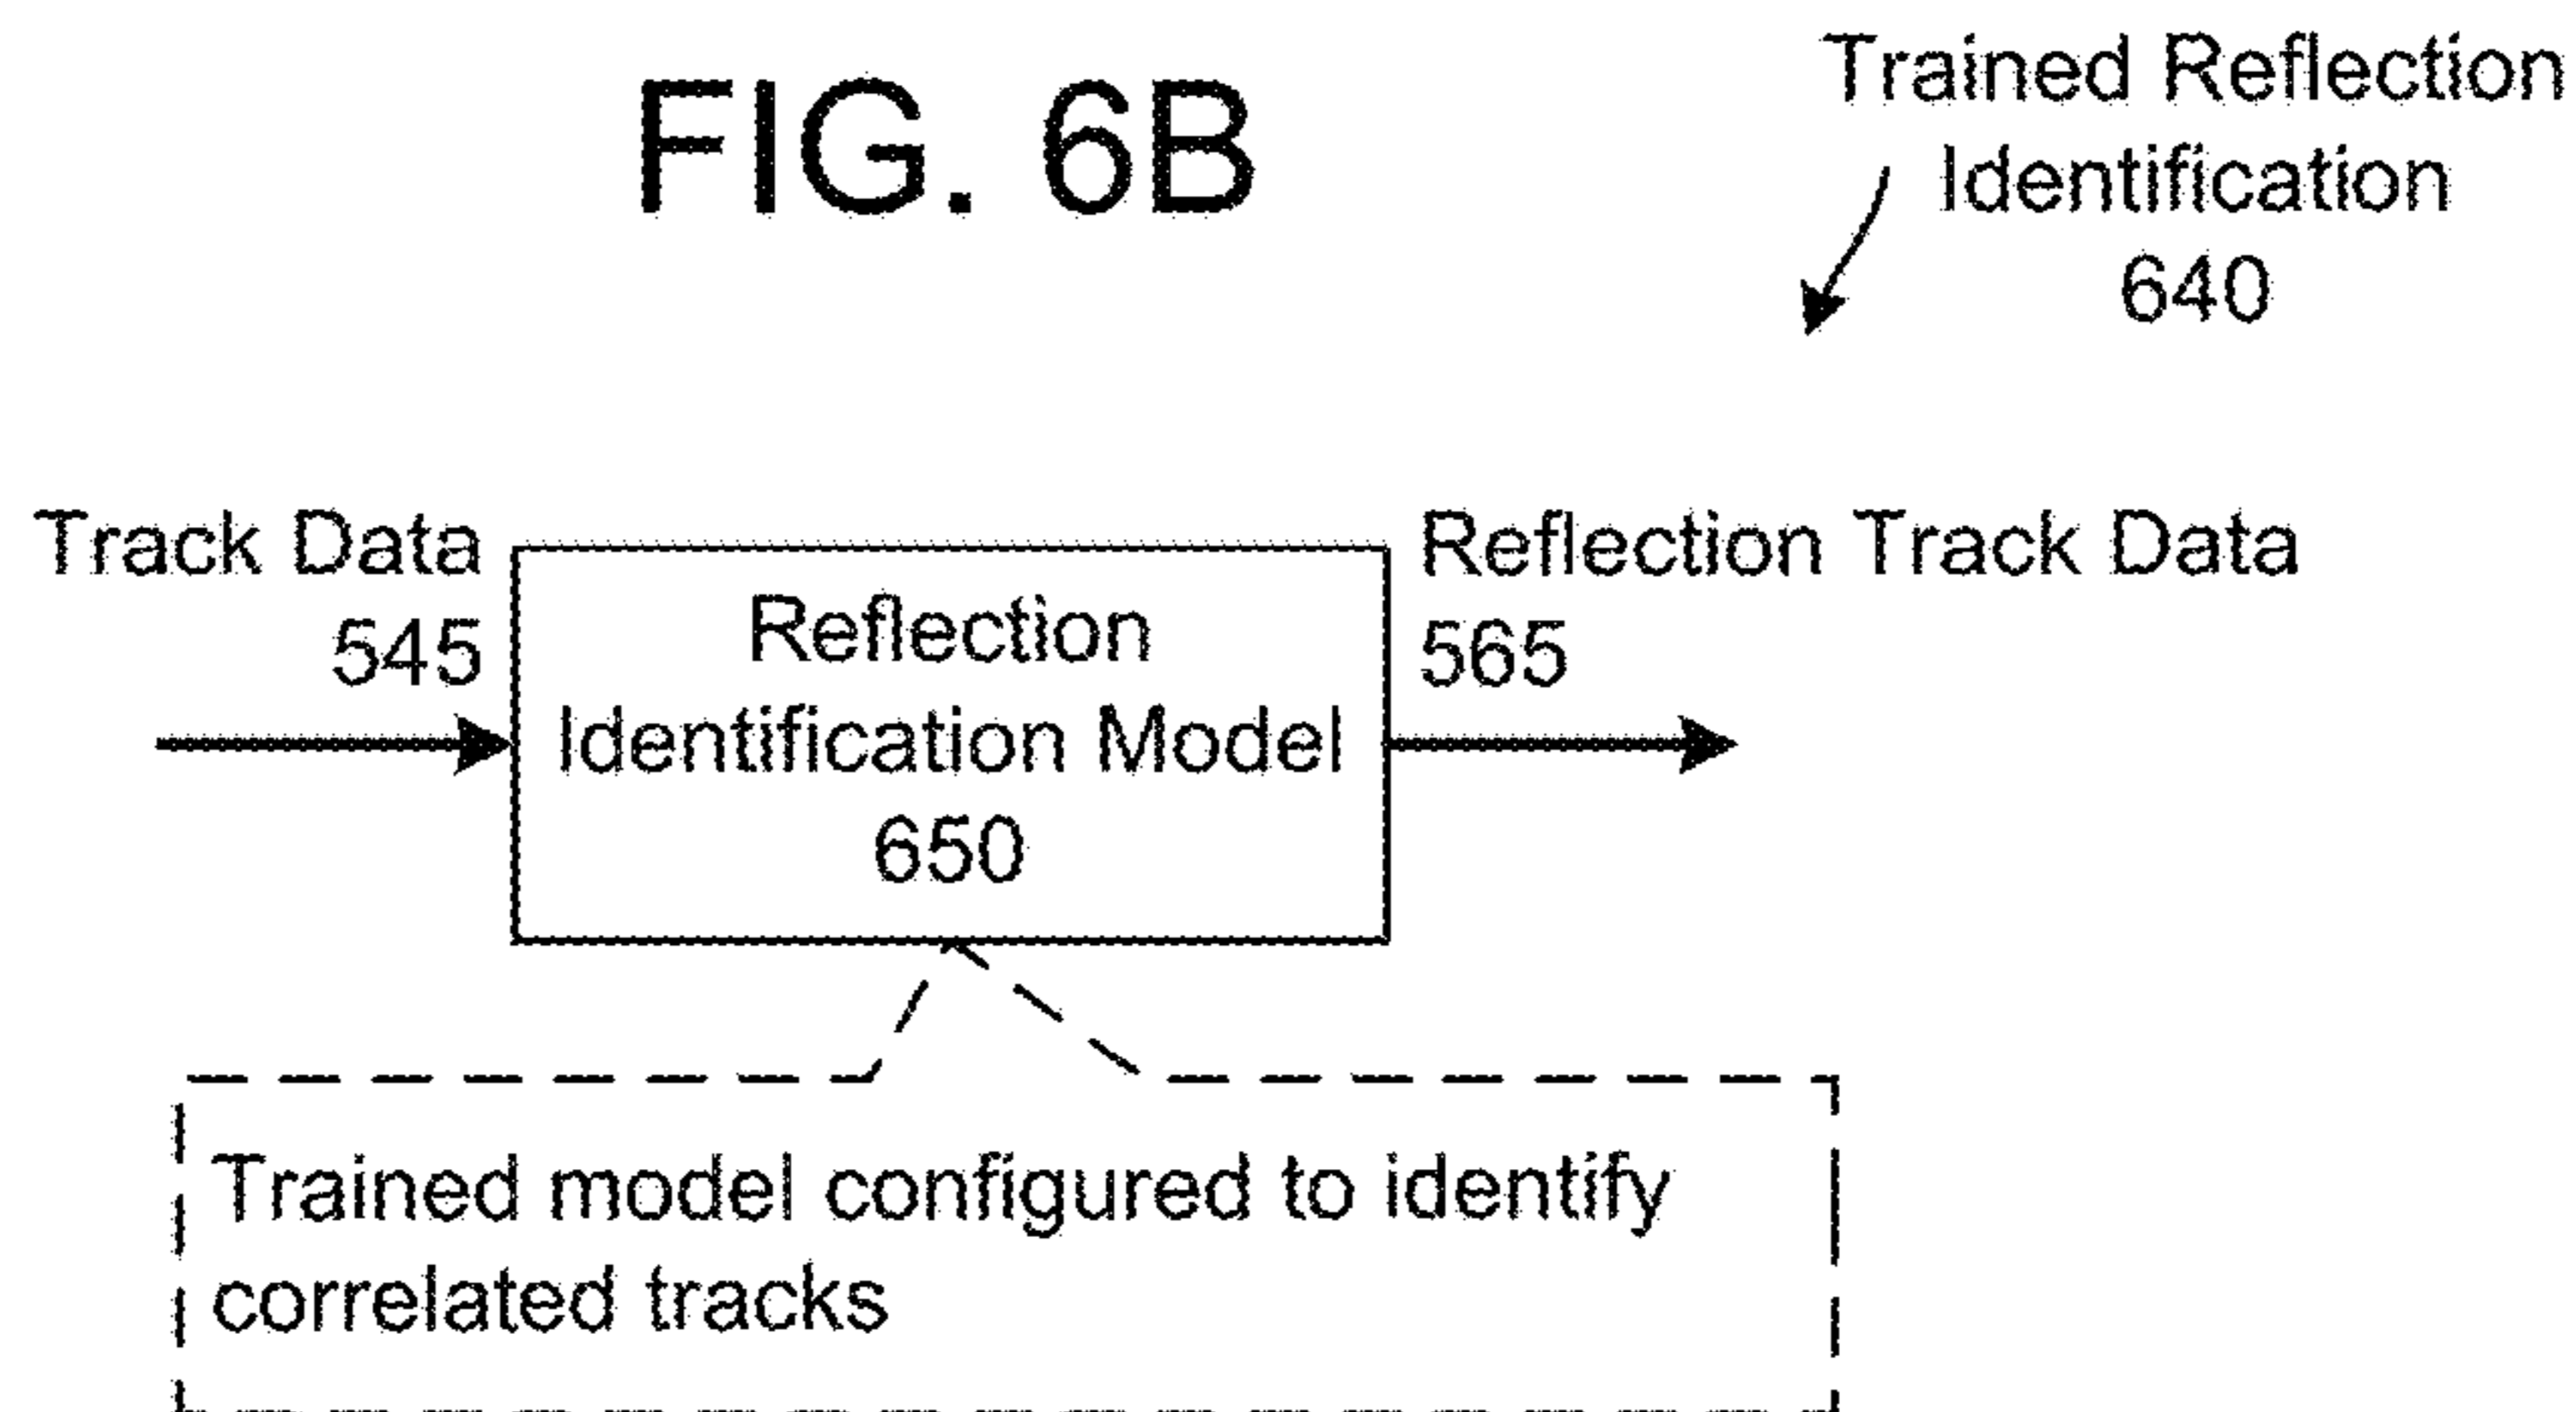 FIG. 6B
Trained Reflection
Identification
640
Track Data
545
Reflection
Identification Model
650
Reflection Track Data
565
Trained model configured to identify
correlated tracks